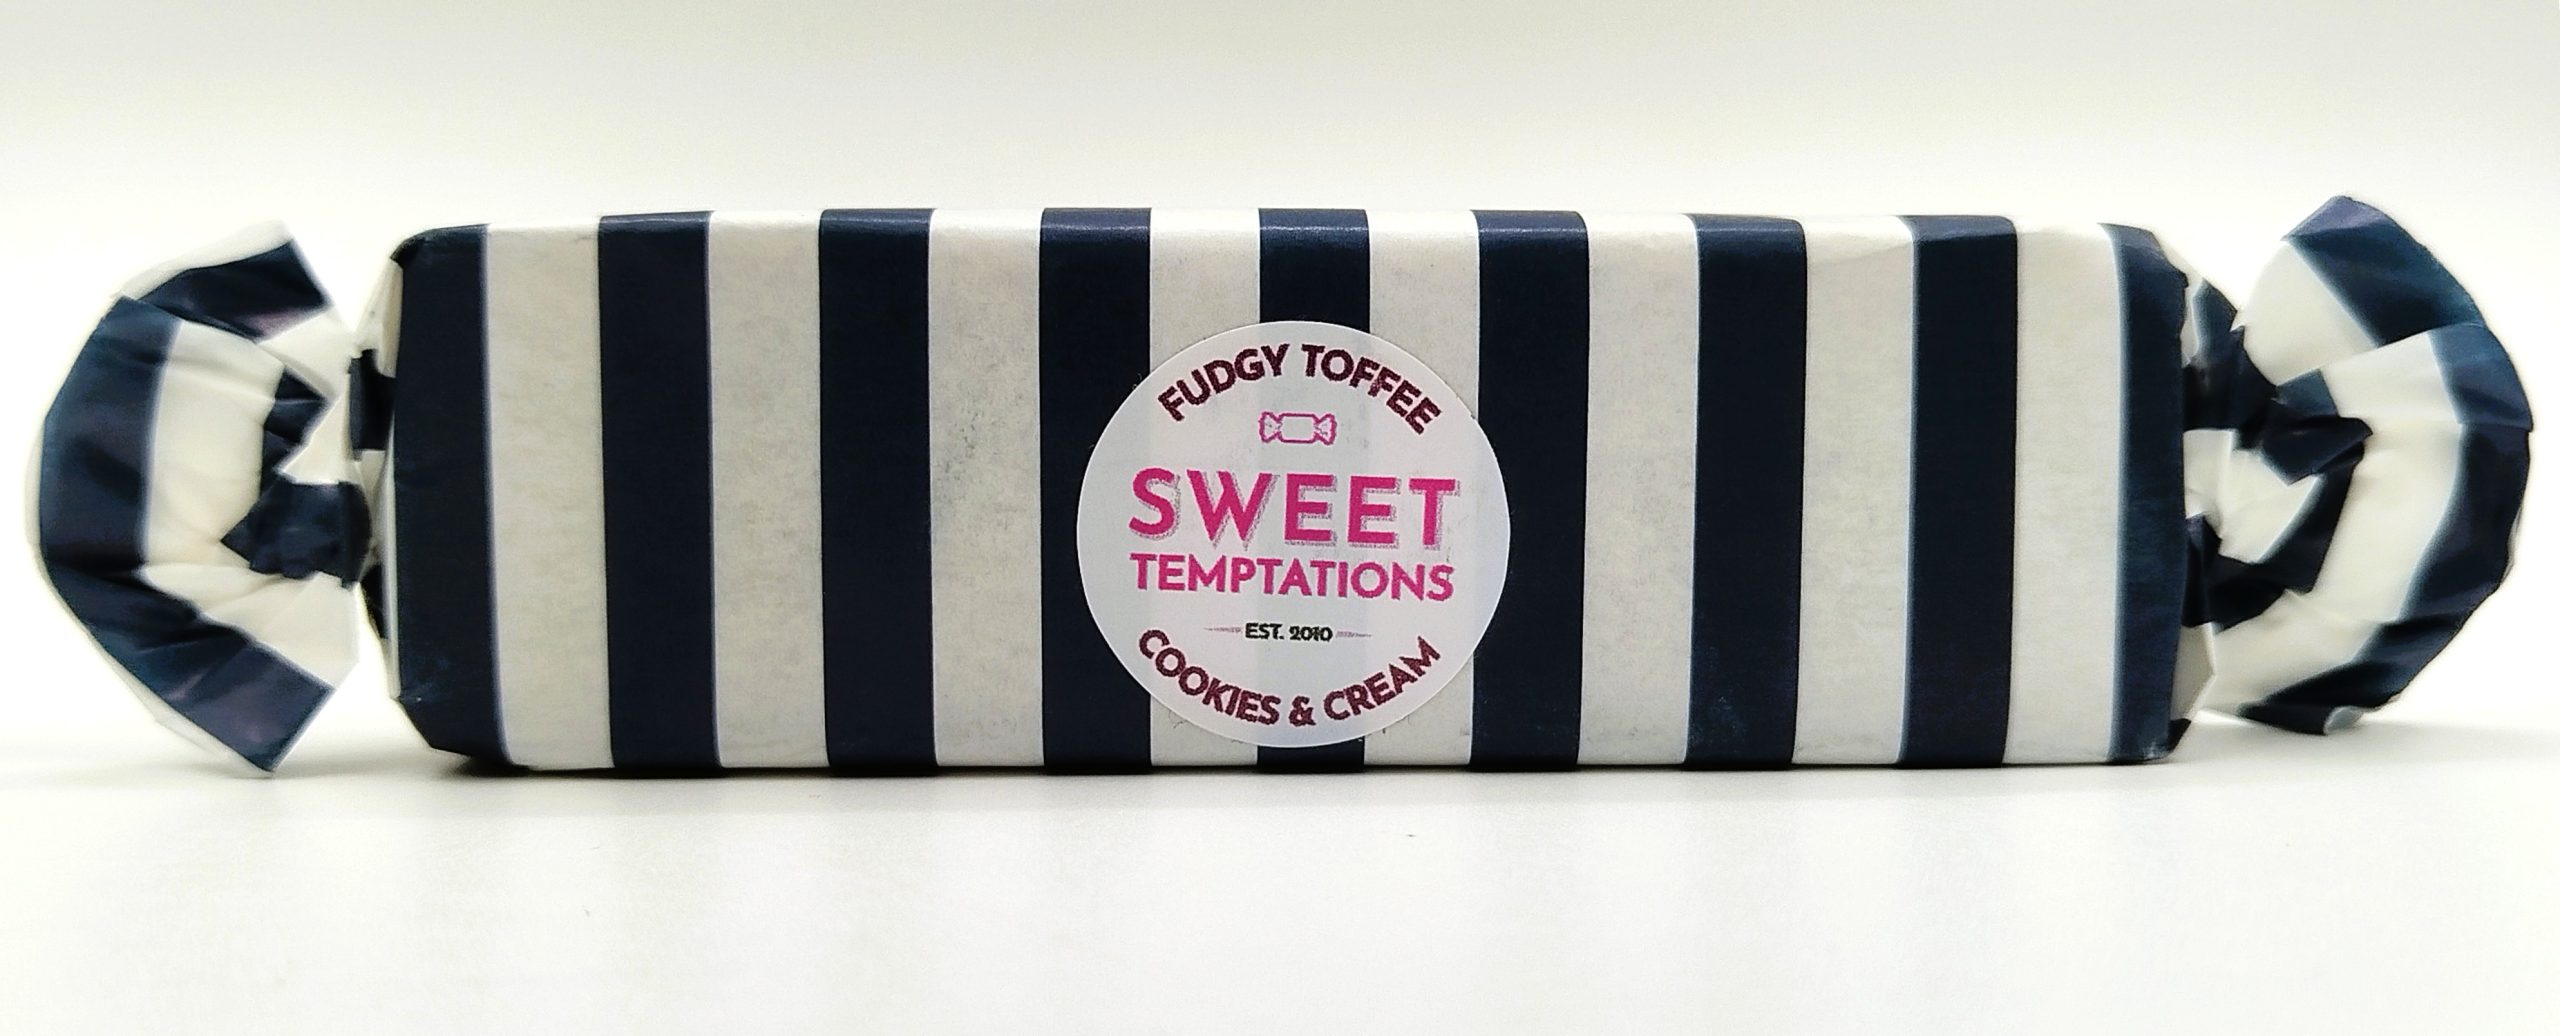 FUDGY TOFFEE
SWEET
TEMPTATIONS
EST. 2010
COOKIES & CREAM